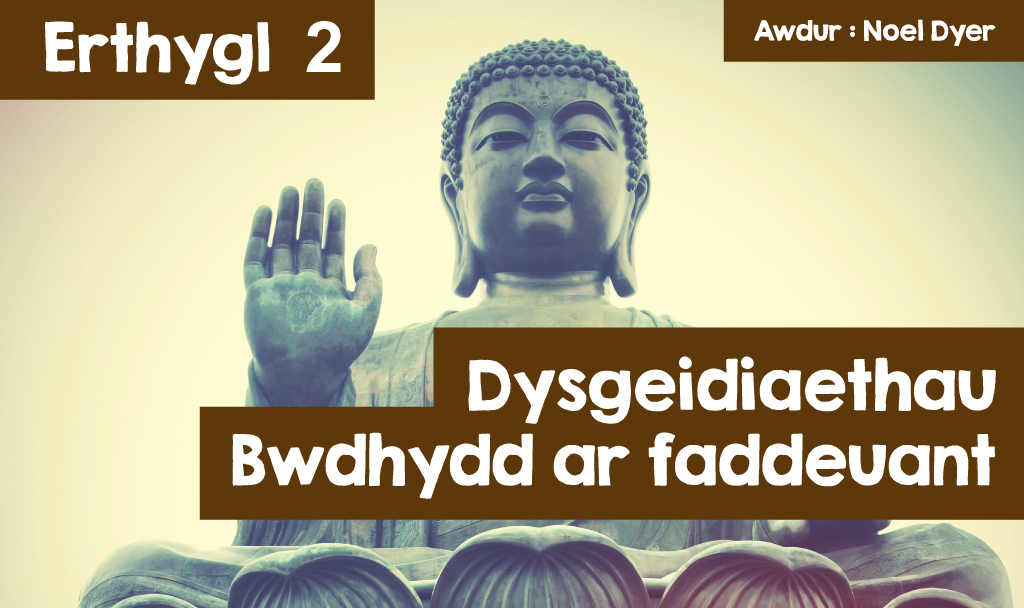 Erthygl 2
Awdur : Noel Dyer
Dysgeidiaethau
Bwdhydd ar faddeuant